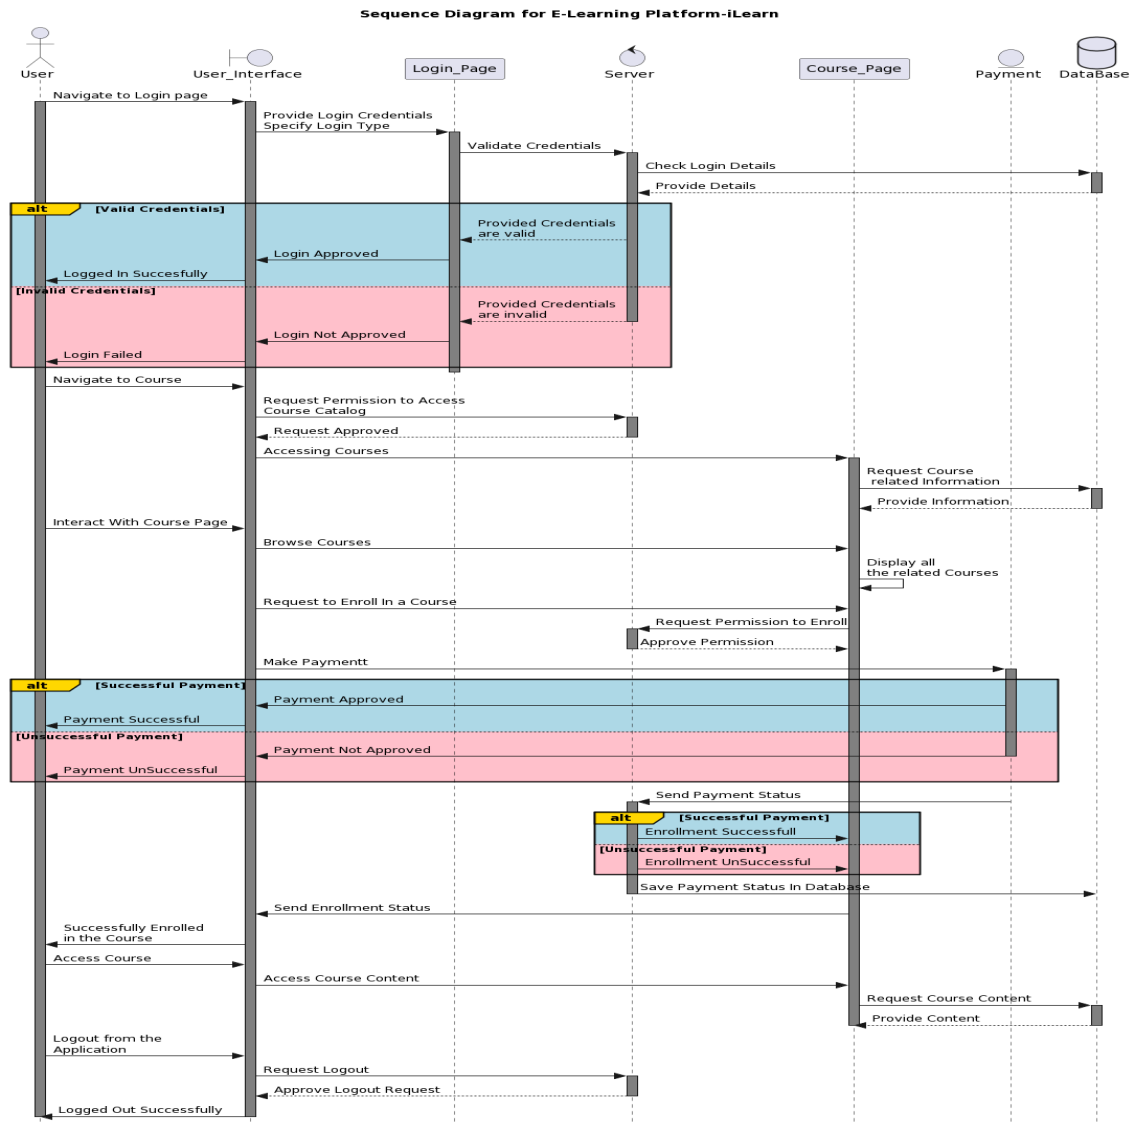 Sequence Diagram for E-Learning Platform-iLearn
User
User_Interface
Login_Page
Server
Course_Page
Payment
DataBase
Navigate to Login page
Provide Login Credentials
Specify Login Type
Validate Credentials
Check Login Details
Provide Details
alt
[Valid Credentials]
Provided Credentials
are valid
Login Approved
Logged In Succesfully
[Invalid Credentials]
Provided Credentials
are invalid
Login Not Approved
Login Failed
Navigate to Course
Request Permission to Access
Course Catalog
Request Approved
Accessing Courses
Request Course
related Information
Provide Information
Interact With Course Page
Browse Courses
Display all
the related Courses
Request to Enroll In a Course
Request Permission to Enroll
Approve Permission
Make Paymentt
alt
[Successful Payment]
Payment Approved
Payment Successful
[Unsuccessful Payment]
Payment Not Approved
Payment UnSuccessful
Send Payment Status
alt
[Successful Payment]
Enrollment Successfull
[Unsuccessful Payment]
Enrollment UnSuccessful
Save Payment Status In Database
Send Enrollment Status
Successfully Enrolled
in the Course
Access Course
Access Course Content
Request Course Content
Provide Content
Logout from the
Application
Request Logout
Approve Logout Request
Logged Out Successfully